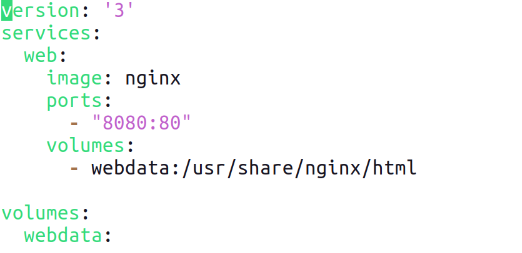 version: '3'
services:
  web:
    image: nginx
    ports:
      - "8080:80"
    volumes:
      - webdata:/usr/share/nginx/html

volumes:
  webdata: